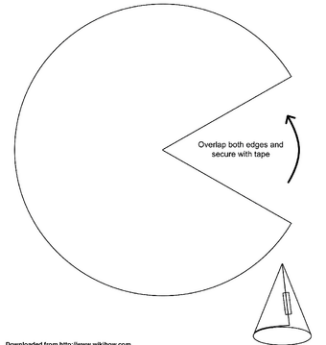 Overlap both edges and
secure with tape
Downloaded from http://www.wikihow.com